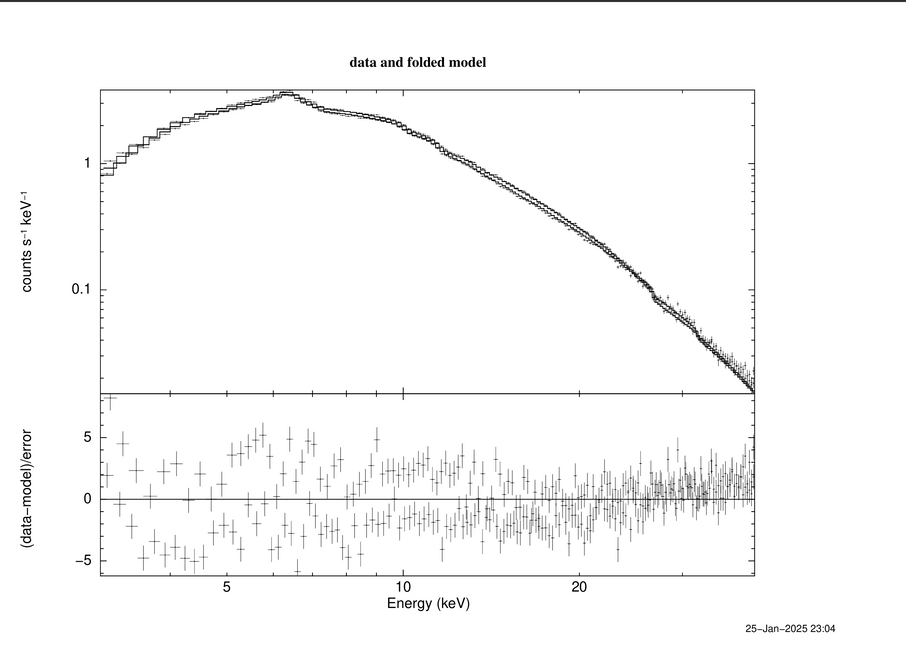 data and folded model
counts s⁻¹ keV⁻¹
1
0.1
(data−model)/error
5
0
−5
5
10
20
Energy (keV)
25−Jan−2025 23:04